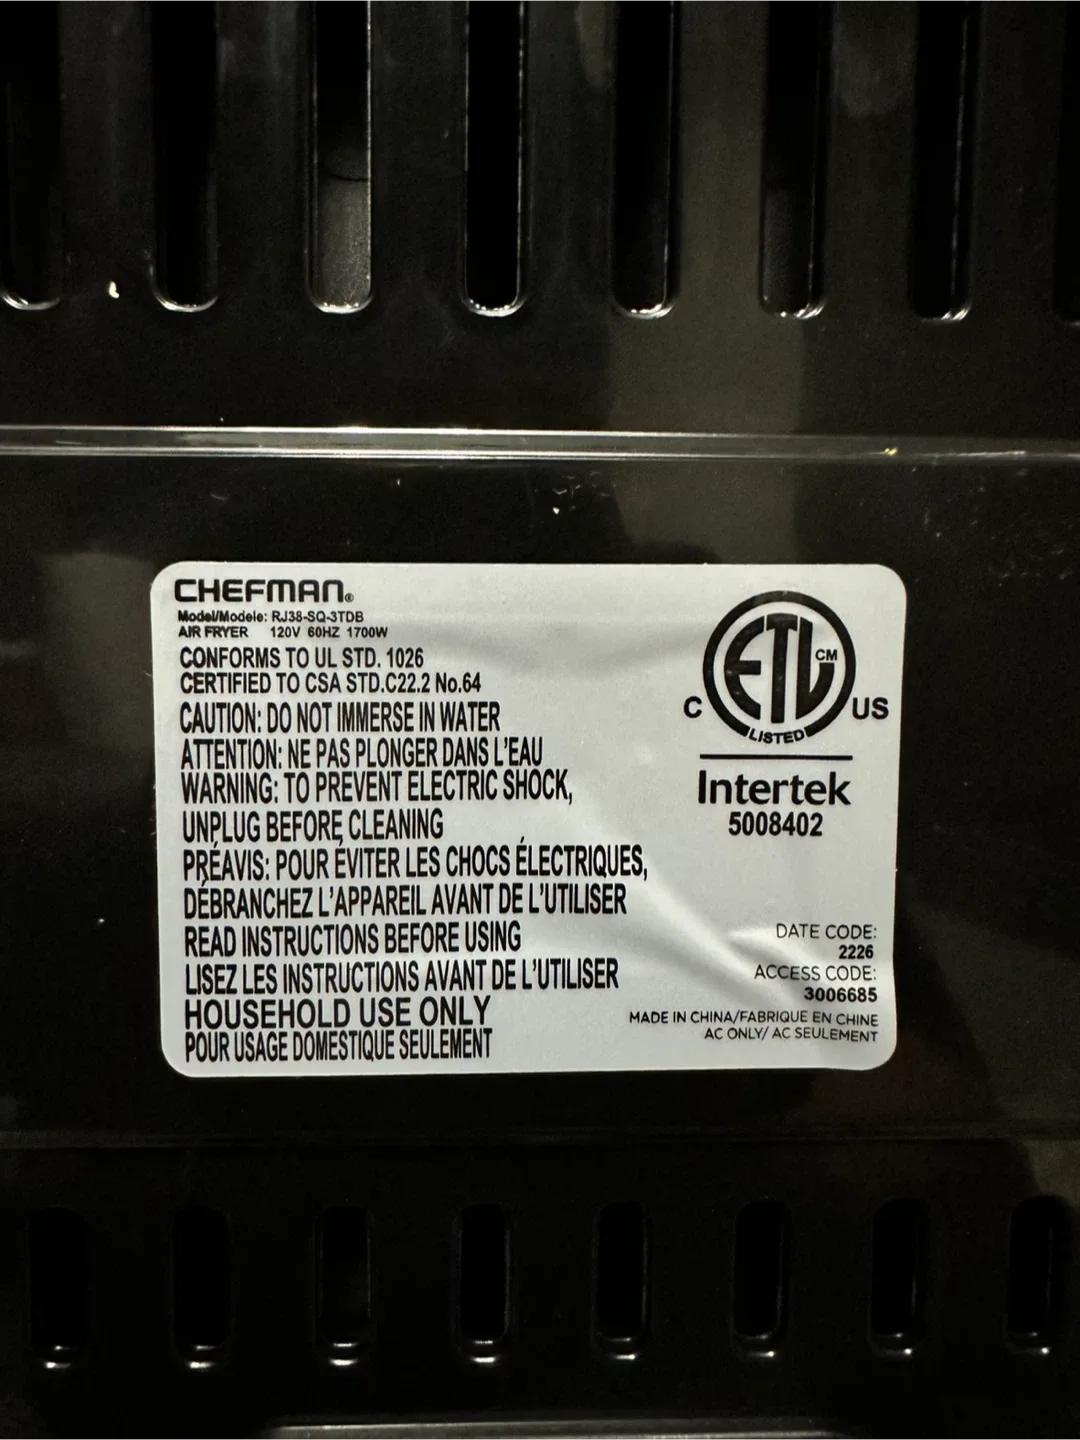 CHEFMAN®
Model/Modele: RJ38-SQ-3TDB
AIR FRYER 120V 60HZ 1700W
CONFORMS TO UL STD. 1026
CERTIFIED TO CSA STD.C22.2 No.64
CAUTION: DO NOT IMMERSE IN WATER
ATTENTION: NE PAS PLONGER DANS L'EAU
WARNING: TO PREVENT ELECTRIC SHOCK,
UNPLUG BEFORE CLEANING
PRÉAVIS: POUR ÉVITER LES CHOCS ÉLECTRIQUES,
DÉBRANCHEZ L'APPAREIL AVANT DE L'UTILISER
READ INSTRUCTIONS BEFORE USING
LISEZ LES INSTRUCTIONS AVANT DE L'UTILISER
HOUSEHOLD USE ONLY
POUR USAGE DOMESTIQUE SEULEMENT
ETL CM
C US
LISTED
Intertek
5008402
DATE CODE:
2226
ACCESS CODE:
3006685
MADE IN CHINA/FABRIQUE EN CHINE
AC ONLY/ AC SEULEMENT